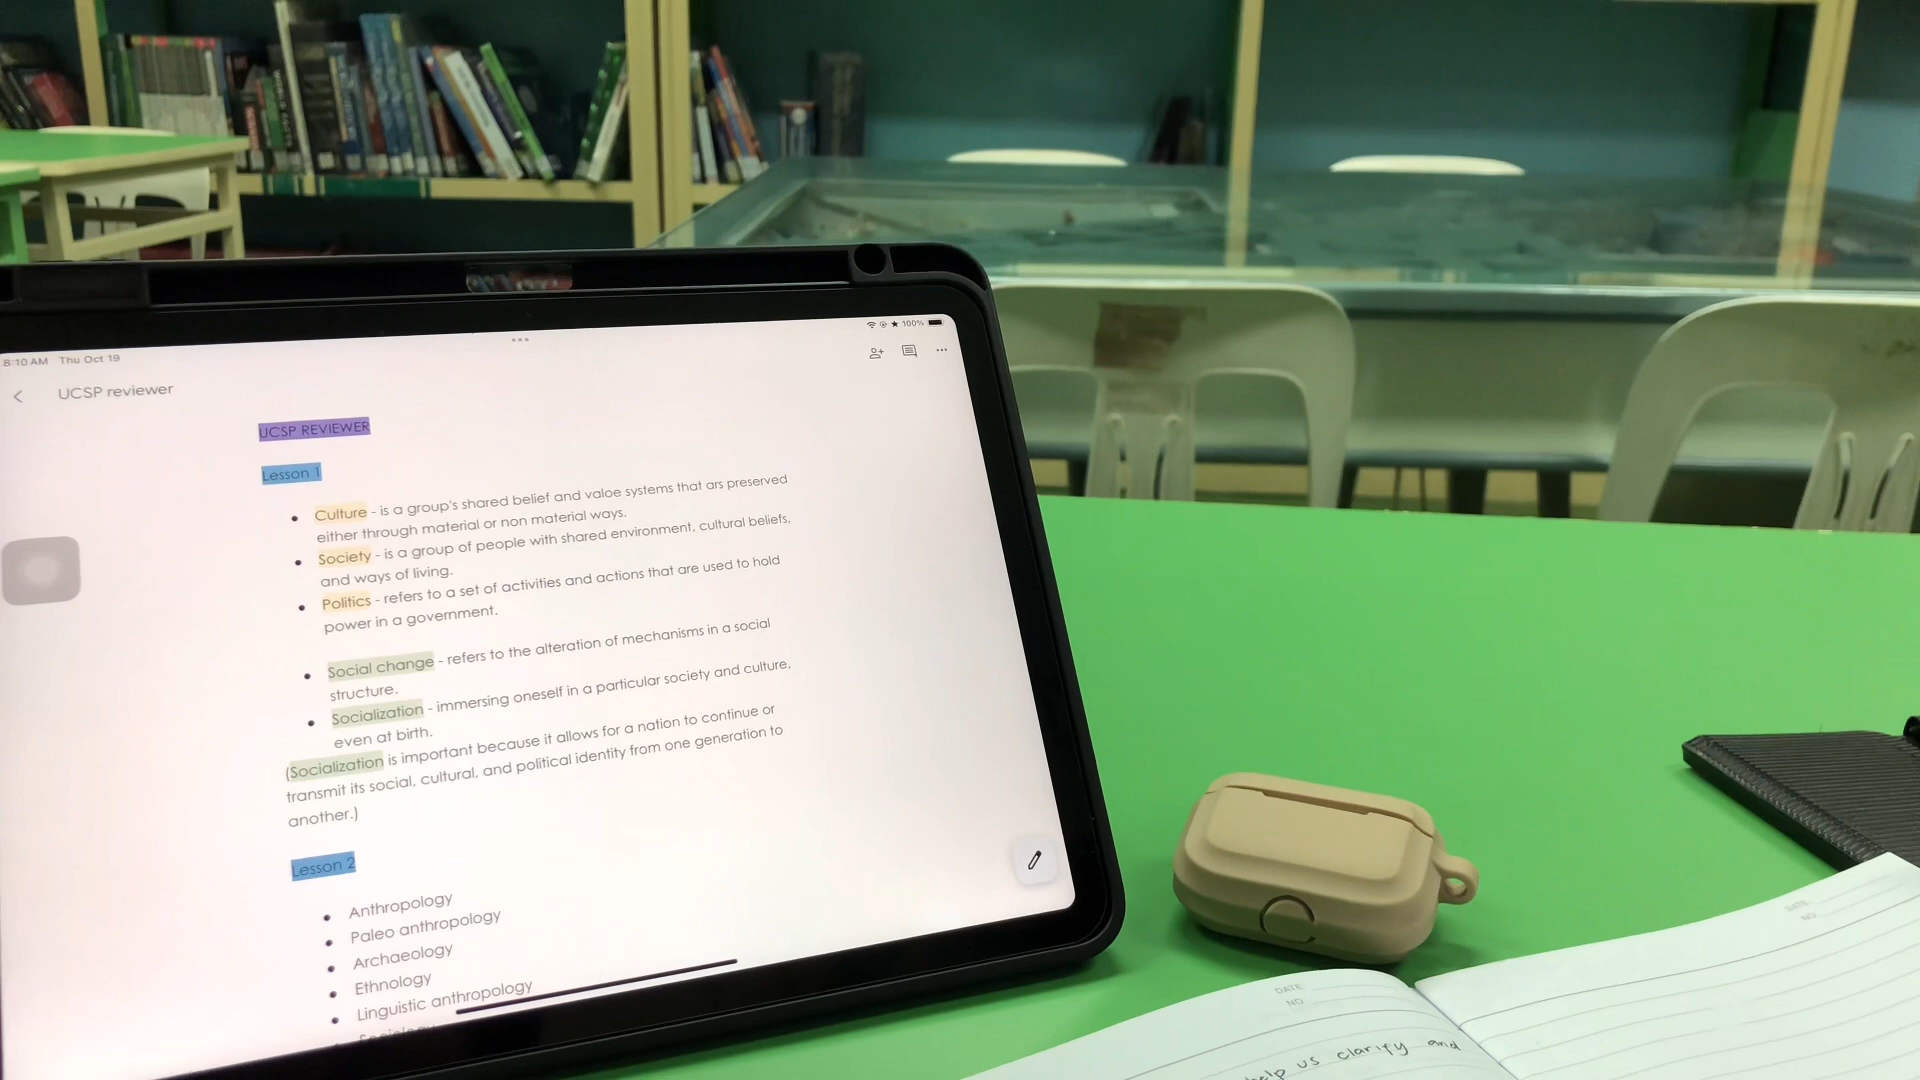 8:10 AM Thu Oct 19
100%
UCSP reviewer
UCSP REVIEWER
Lesson 1
Culture - is a group's shared belief and valoe systems that ars preserved
either through material or non material ways.
Society - is a group of people with shared environment, cultural beliefs,
and ways of living.
Politics - refers to a set of activities and actions that are used to hold
power in a government.
Social change - refers to the alteration of mechanisms in a social
structure.
Socialization - immersing oneself in a particular society and culture,
even at birth.
(Socialization is important because it allows for a nation to continue or
transmit its social, cultural, and political identity from one generation to
another.)
Lesson 2
Anthropology
Paleo anthropology
Archaeology
Ethnology
Linguistic anthropology
Sociology
DATE
NO
DATE
NO
help us clarify and